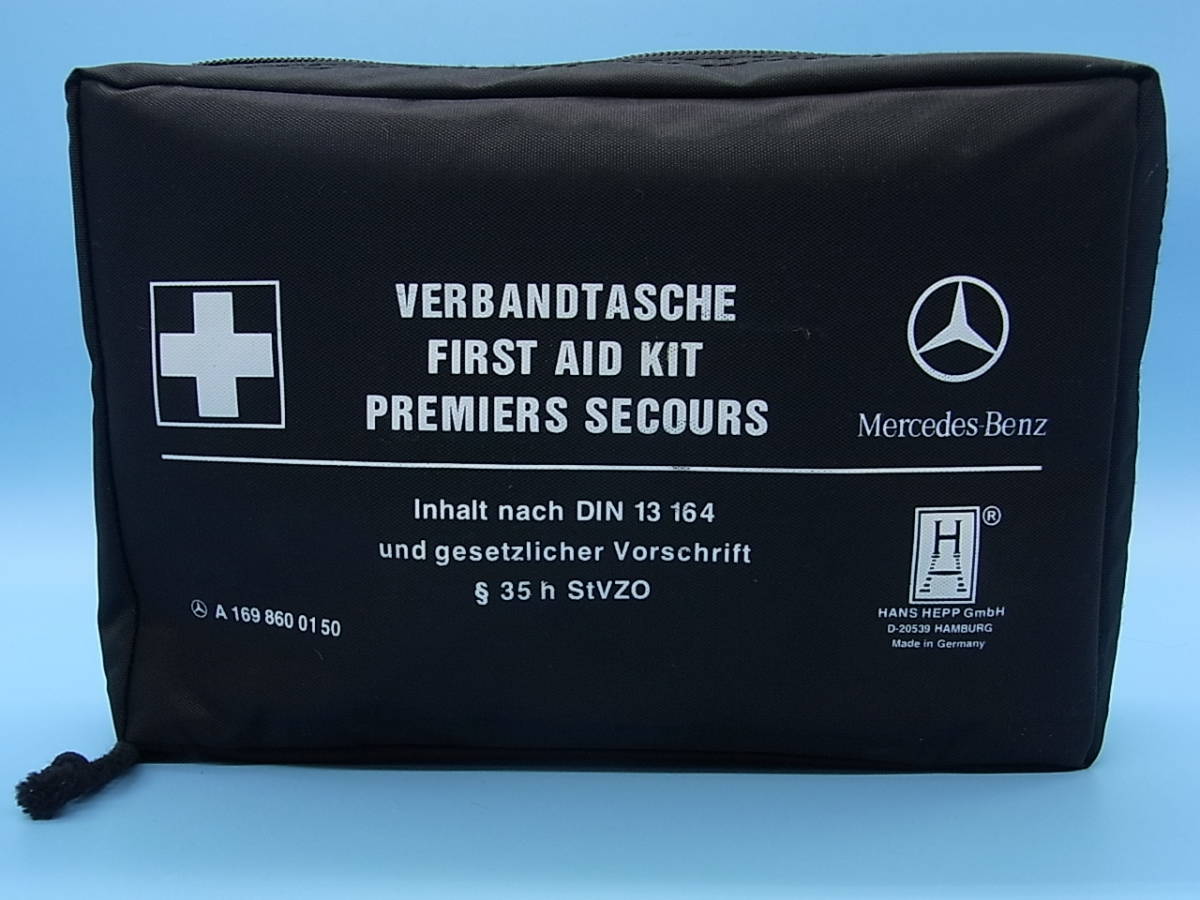 VERBANDTASCHE
FIRST AID KIT
PREMIERS SECOURS
Mercedes-Benz
Inhalt nach DIN 13 164
und gesetzlicher Vorschrift
§ 35 h StVZO
A 169 860 01 50
H ®
HANS HEPP GmbH
D-20539 HAMBURG
Made in Germany